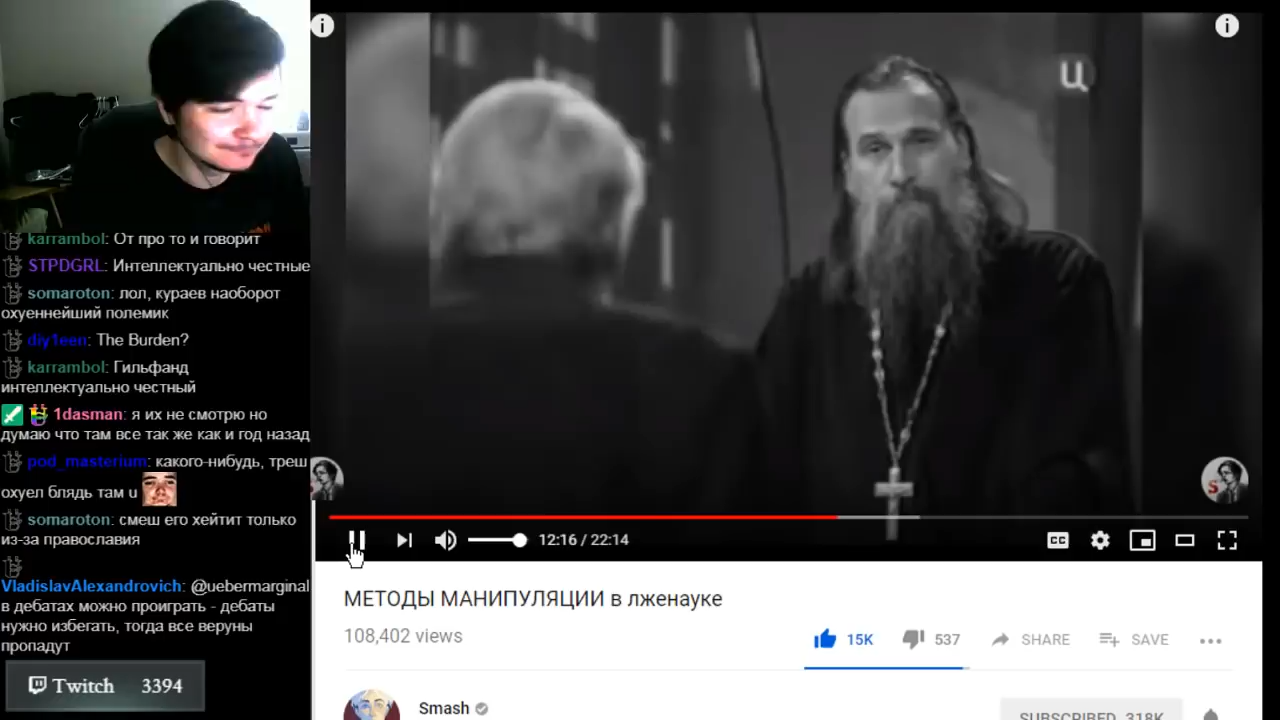 karrambol: От про то и говорит
STPDGRL: Интеллектуально честные
somaroton: лол, кураев наоборот
охуеннейший полемик
diy1een: The Burden?
karrambol: Гильфанд
интеллектуально честный
1dasman: я их не смотрю но
думаю что там все так же как и год назад
pod_masterium: какого-нибудь, треш
охуел блядь там и
somaroton: смеш его хейтит только
из-за православия
VladislavAlexandrovich: @uebermarginal
в дебатах можно проиграть - дебаты
нужно избегать, тогда все веруны
пропадут
Twitch 3394
i
i
ц
S
12:16 / 22:14
CC
МЕТОДЫ МАНИПУЛЯЦИИ в лженауке
108,402 views
15K 537 SHARE SAVE
Smash
SUBSCRIBED 318K